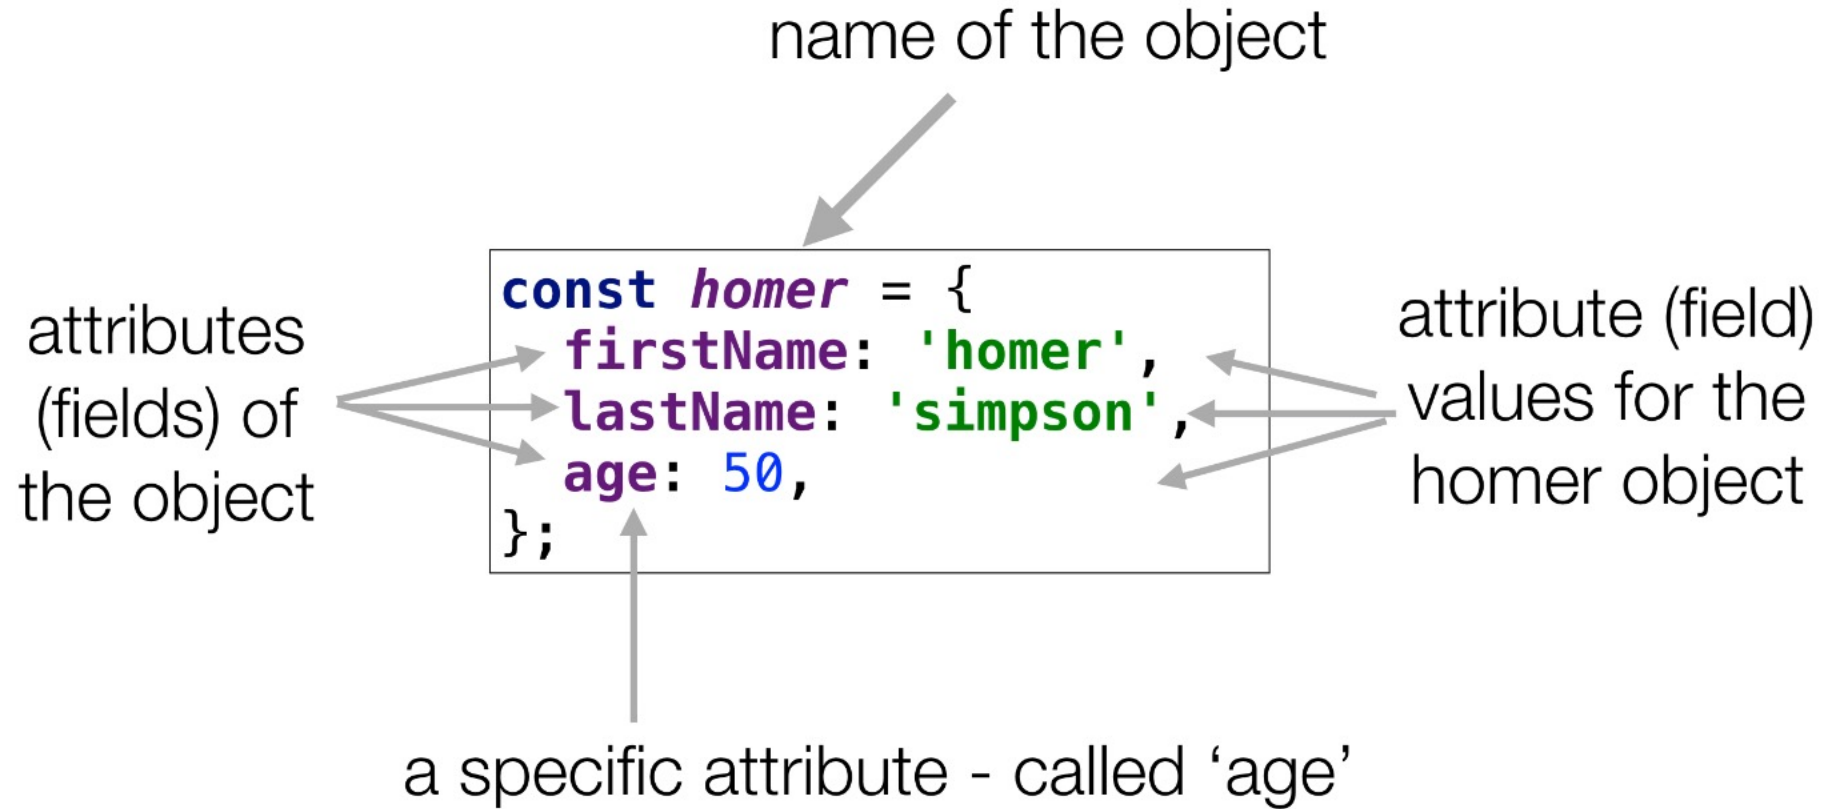 name of the object
attributes
(fields) of
the object
const homer = {
firstName: 'homer',
lastName: 'simpson',
age: 50,
};
attribute (field)
values for the
homer object
a specific attribute - called ‘age’